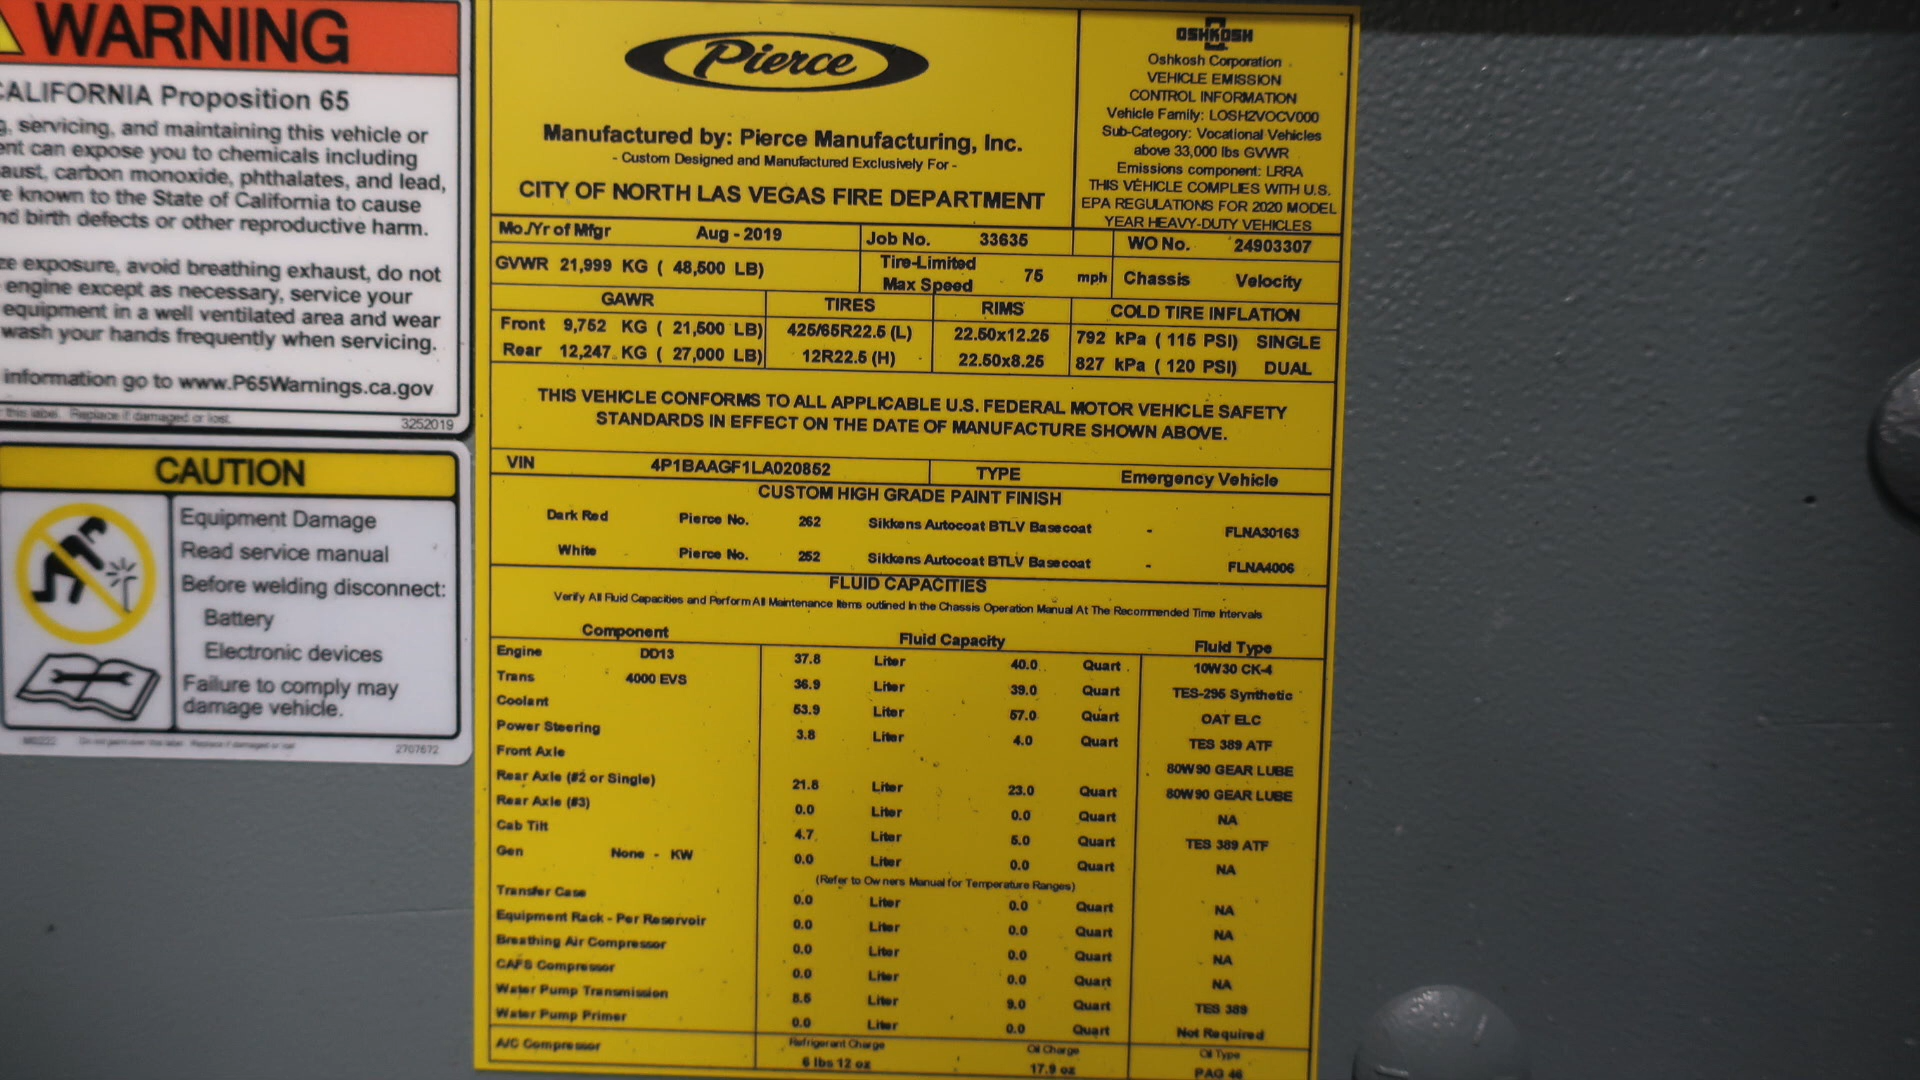 WARNING
CALIFORNIA Proposition 65
servicing, and maintaining this vehicle or
can expose you to chemicals including
carbon monoxide, phthalates, and lead,
known to the State of California to cause
birth defects or other reproductive harm.
exposure, avoid breathing exhaust, do not
engine except as necessary, service your
equipment in a well ventilated area and wear
wash your hands frequently when servicing.
information go to www.P65Warnings.ca.gov
this label. Replace if damaged or lost.
3252019
CAUTION
Equipment Damage
Read service manual
Before welding disconnect:
Battery
Electronic devices
Failure to comply may
damage vehicle.
2707672
Pierce
Manufactured by: Pierce Manufacturing, Inc.
- Custom Designed and Manufactured Exclusively For -
CITY OF NORTH LAS VEGAS FIRE DEPARTMENT
OSHKOSH
Oshkosh Corporation
VEHICLE EMISSION
CONTROL INFORMATION
Vehicle Family: LOSH2VOCV000
Sub-Category: Vocational Vehicles
above 33,000 lbs GVWR
Emissions component: LRRA
THIS VEHICLE COMPLIES WITH U.S.
EPA REGULATIONS FOR 2020 MODEL
YEAR HEAVY-DUTY VEHICLES
Mo./Yr of Mfgr Aug - 2019 Job No. 33635 WO No. 24903307
GVWR 21,999 KG ( 48,500 LB) Tire-Limited Max Speed 75 mph Chassis Velocity
GAWR TIRES RIMS COLD TIRE INFLATION
Front 9,752 KG ( 21,500 LB) 425/65R22.5 (L) 22.50x12.25 792 kPa ( 115 PSI) SINGLE
Rear 12,247 KG ( 27,000 LB) 12R22.5 (H) 22.50x8.25 827 kPa ( 120 PSI) DUAL
THIS VEHICLE CONFORMS TO ALL APPLICABLE U.S. FEDERAL MOTOR VEHICLE SAFETY
STANDARDS IN EFFECT ON THE DATE OF MANUFACTURE SHOWN ABOVE.
VIN 4P1BAAGF1LA020852 TYPE Emergency Vehicle
CUSTOM HIGH GRADE PAINT FINISH
Dark Red Pierce No. 262 Sikkens Autocoat BTLV Basecoat - FLNA30163
White Pierce No. 252 Sikkens Autocoat BTLV Basecoat - FLNA4006
FLUID CAPACITIES
Verify All Fluid Capacities and Perform All Maintenance Items outlined In the Chassis Operation Manual At The Recommended Time Intervals
Component Fluid Capacity Fluid Type
Engine DD13 37.8 Liter 40.0 Quart 10W30 CK-4
Trans 4000 EVS 36.9 Liter 39.0 Quart TES-295 Synthetic
Coolant 53.9 Liter 57.0 Quart OAT ELC
Power Steering 3.8 Liter 4.0 Quart TES 389 ATF
Front Axle 80W90 GEAR LUBE
Rear Axle (#2 or Single) 21.8 Liter 23.0 Quart 80W90 GEAR LUBE
Rear Axle (#3) 0.0 Liter 0.0 Quart NA
Cab Tilt 4.7 Liter 5.0 Quart TES 389 ATF
Gen None - KW 0.0 Liter 0.0 Quart NA
(Refer to Owners Manual for Temperature Ranges)
Transfer Case 0.0 Liter 0.0 Quart NA
Equipment Rack - Per Reservoir 0.0 Liter 0.0 Quart NA
Breathing Air Compressor 0.0 Liter 0.0 Quart NA
CAFS Compressor 0.0 Liter 0.0 Quart NA
Water Pump Transmission 8.5 Liter 9.0 Quart TES 389
Water Pump Primer 0.0 Liter 0.0 Quart Not Required
A/C Compressor Refrigerant Charge Oil Charge Oil Type
6 lbs 12 oz 17.9 oz PAG 46